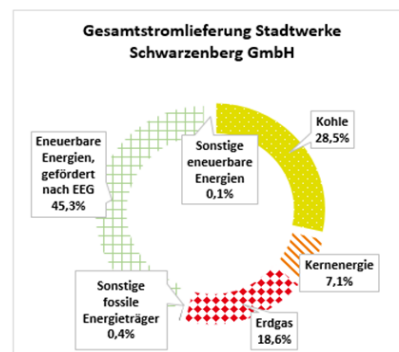 Gesamtstromlieferung Stadtwerke
Schwarzenberg GmbH
Kohle
28,5%
Eneuerbare
Energien,
gefördert
nach EEG
45,3%
Sonstige
eneuerbare
Energien
0,1%
Kernenergie
7,1%
Sonstige
fossile
Energieträger
0,4%
Erdgas
18,6%